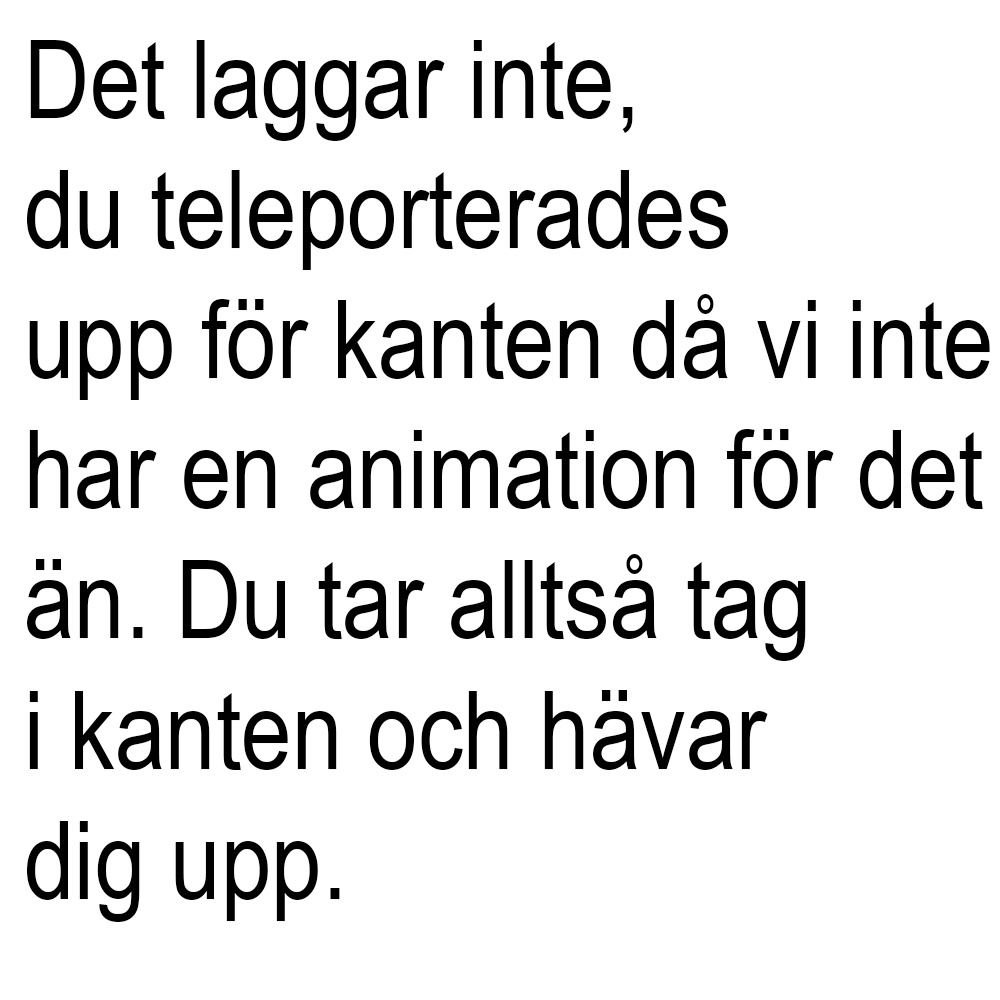 Det laggar inte,
du teleporterades
upp för kanten då vi inte
har en animation för det
än. Du tar alltså tag
i kanten och hävar
dig upp.